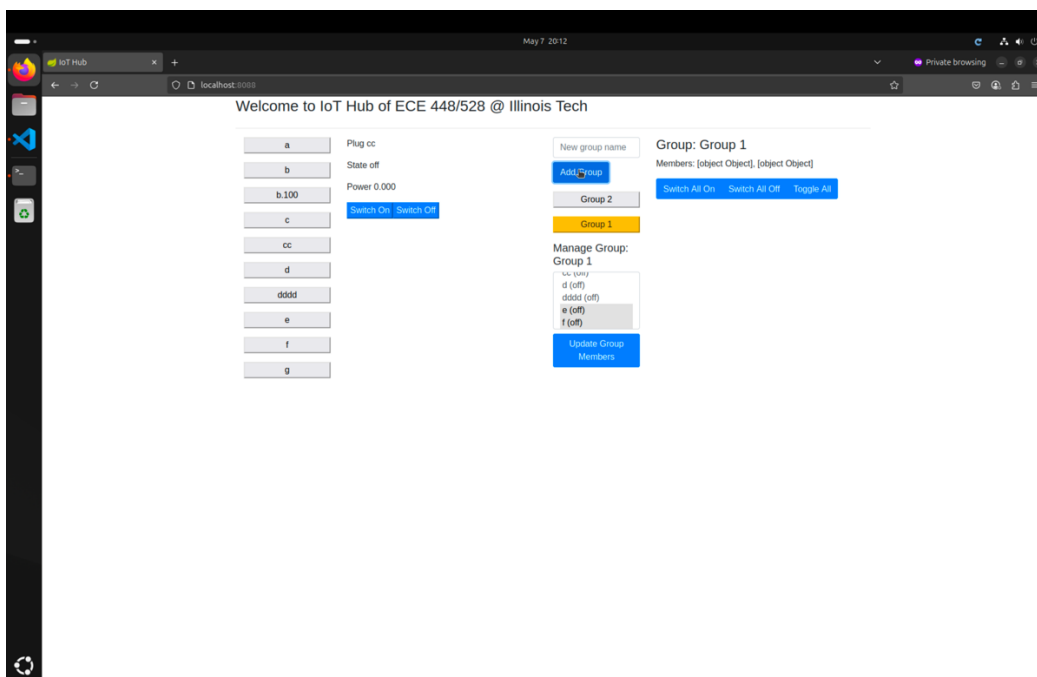 May 7 20:12
IoT Hub
Private browsing
localhost:8088
Welcome to IoT Hub of ECE 448/528 @ Illinois Tech
a
b
b.100
c
cc
d
dddd
e
f
g
Plug cc
State off
Power 0.000
Switch On Switch Off
New group name
Add Group
Group 2
Group 1
Manage Group:
Group 1
cc (off)
d (off)
dddd (off)
e (off)
f (off)
Update Group
Members
Group: Group 1
Members: [object Object], [object Object]
Switch All On Switch All Off Toggle All